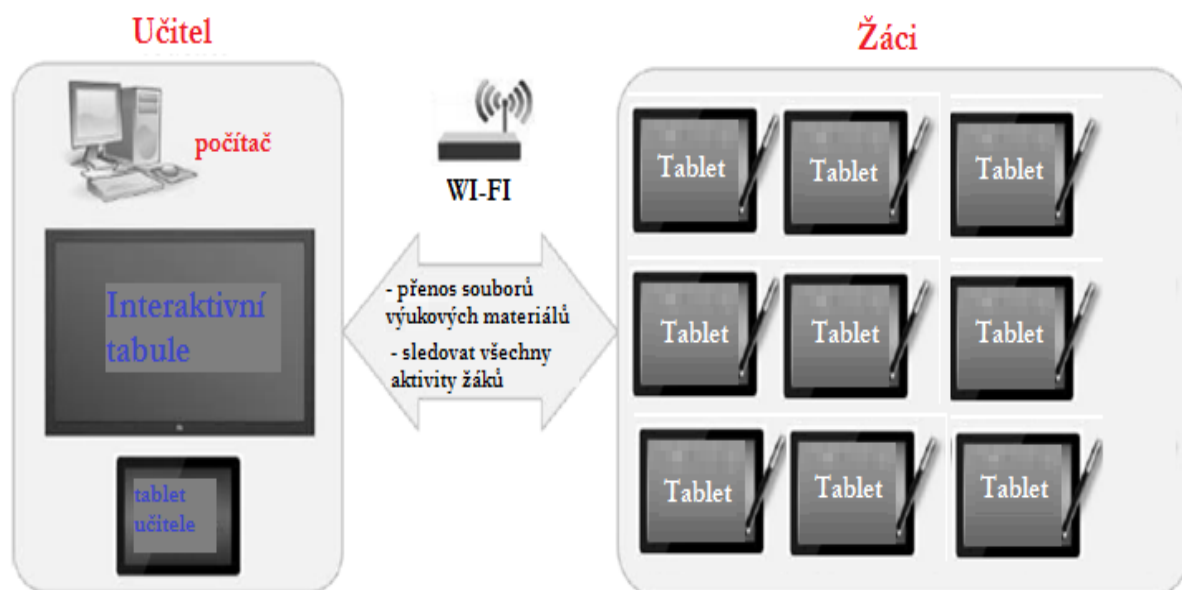 Učitel
počítač
Interaktivní
tabule
tablet
učitele
WI-FI
- přenos souborů
výukových materiálů
- sledovat všechny
aktivity žáků
Žáci
Tablet
Tablet
Tablet
Tablet
Tablet
Tablet
Tablet
Tablet
Tablet